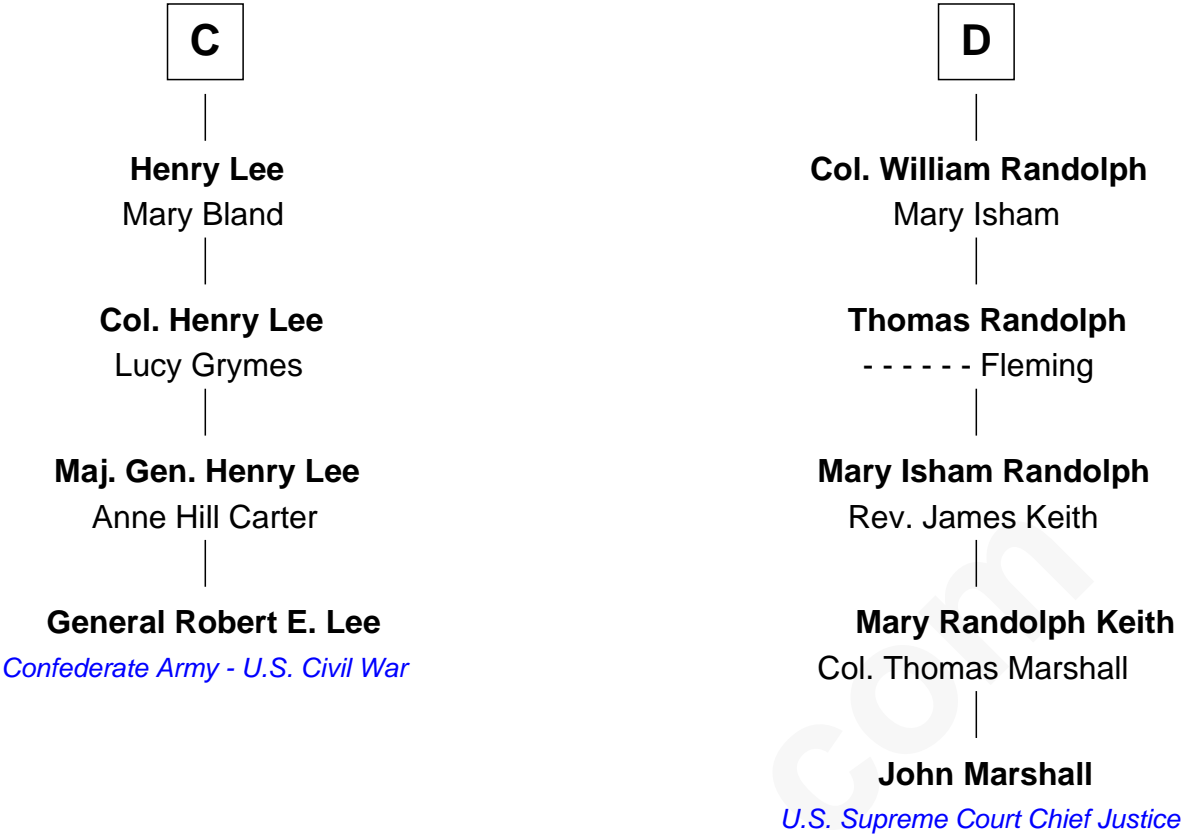 C
Henry Lee
Mary Bland
Col. Henry Lee
Lucy Grymes
Maj. Gen. Henry Lee
Anne Hill Carter
General Robert E. Lee
Confederate Army - U.S. Civil War
D
Col. William Randolph
Mary Isham
Thomas Randolph
- - - - - - Fleming
Mary Isham Randolph
Rev. James Keith
Mary Randolph Keith
Col. Thomas Marshall
John Marshall
U.S. Supreme Court Chief Justice
com